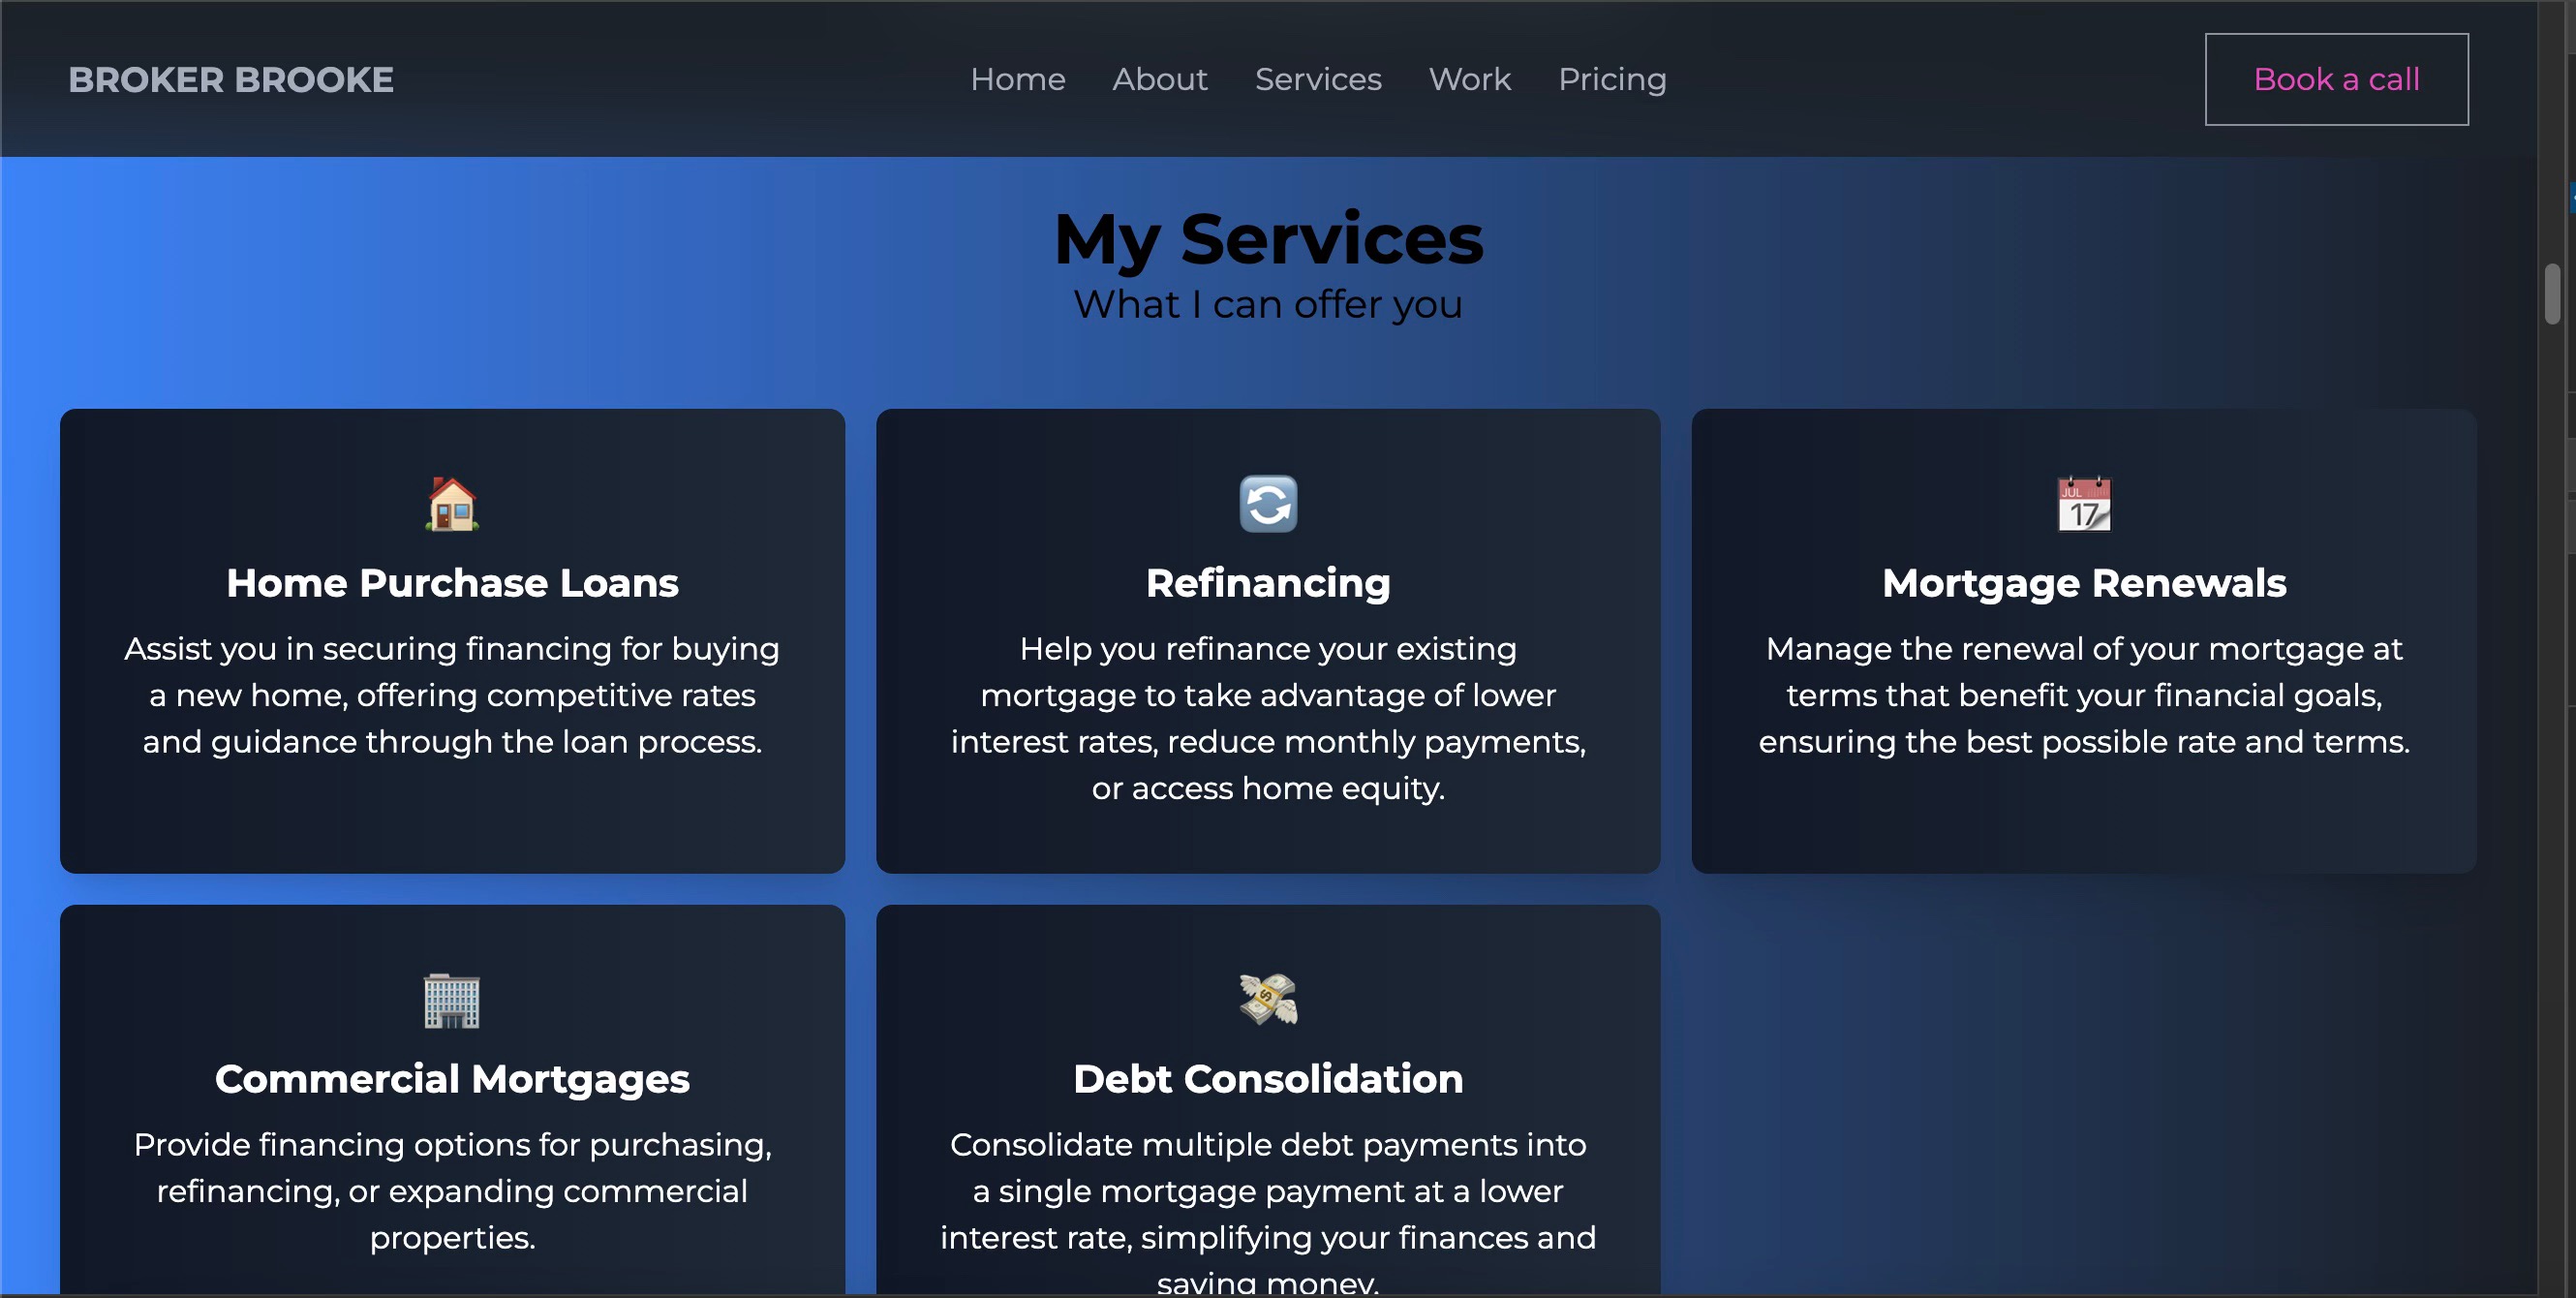 BROKER BROOKE
Home About Services Work Pricing
Book a call
My Services
What I can offer you
JUL
17
Home Purchase Loans
Assist you in securing financing for buying
a new home, offering competitive rates
and guidance through the loan process.
Refinancing
Help you refinance your existing
mortgage to take advantage of lower
interest rates, reduce monthly payments,
or access home equity.
Mortgage Renewals
Manage the renewal of your mortgage at
terms that benefit your financial goals,
ensuring the best possible rate and terms.
Commercial Mortgages
Provide financing options for purchasing,
refinancing, or expanding commercial
properties.
Debt Consolidation
Consolidate multiple debt payments into
a single mortgage payment at a lower
interest rate, simplifying your finances and
saving money.